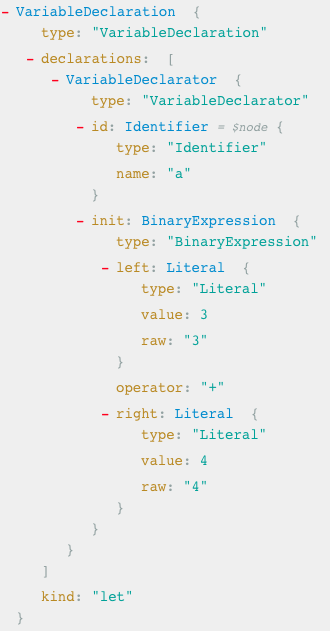 - VariableDeclaration {
type: "VariableDeclaration"
- declarations: [
- VariableDeclarator {
type: "VariableDeclarator"
- id: Identifier = $node {
type: "Identifier"
name: "a"
}
- init: BinaryExpression {
type: "BinaryExpression"
- left: Literal {
type: "Literal"
value: 3
raw: "3"
}
operator: "+"
- right: Literal {
type: "Literal"
value: 4
raw: "4"
}
}
}
]
kind: "let"
}